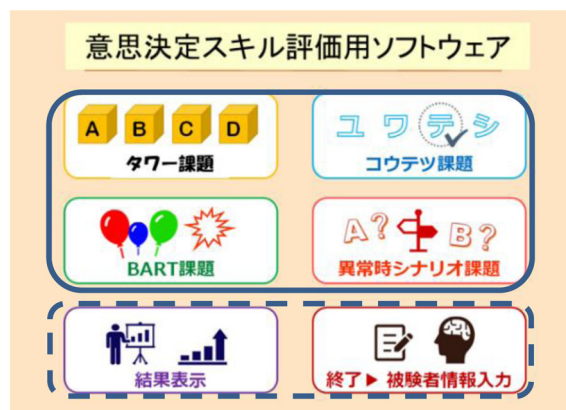 意思決定スキル評価用ソフトウェア
A B C D
タワー課題
ユ ワ テ シ
コウテツ課題
BART課題
A? B?
異常時シナリオ課題
結果表示
終了▶ 被験者情報入力